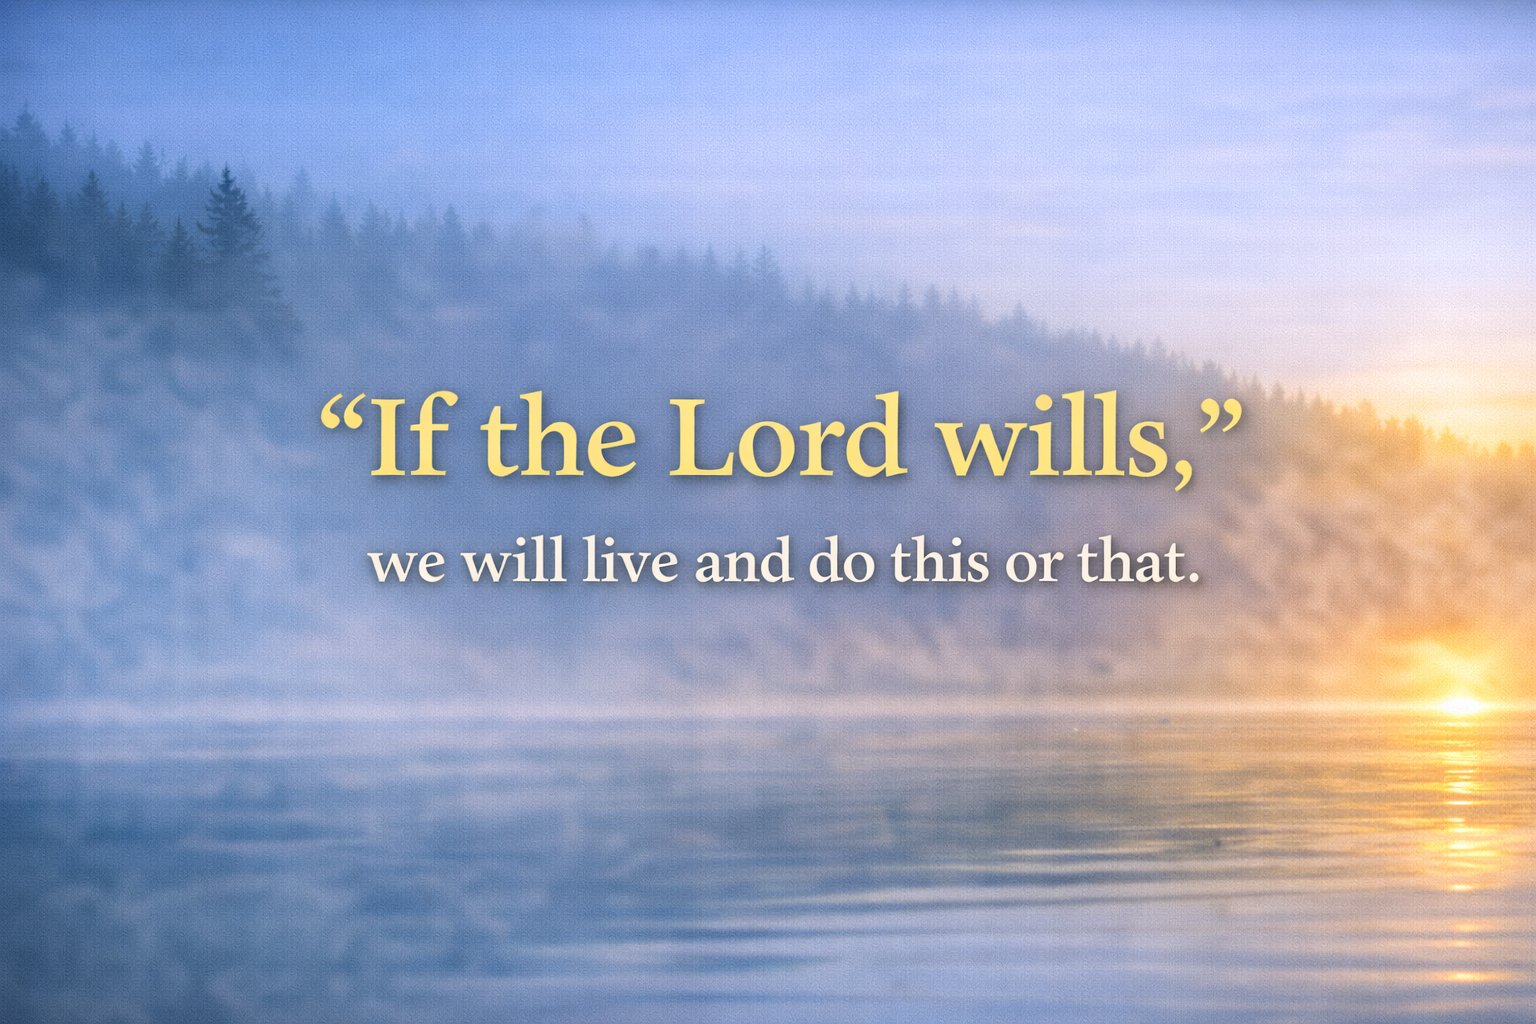 “If the Lord wills,”
we will live and do this or that.